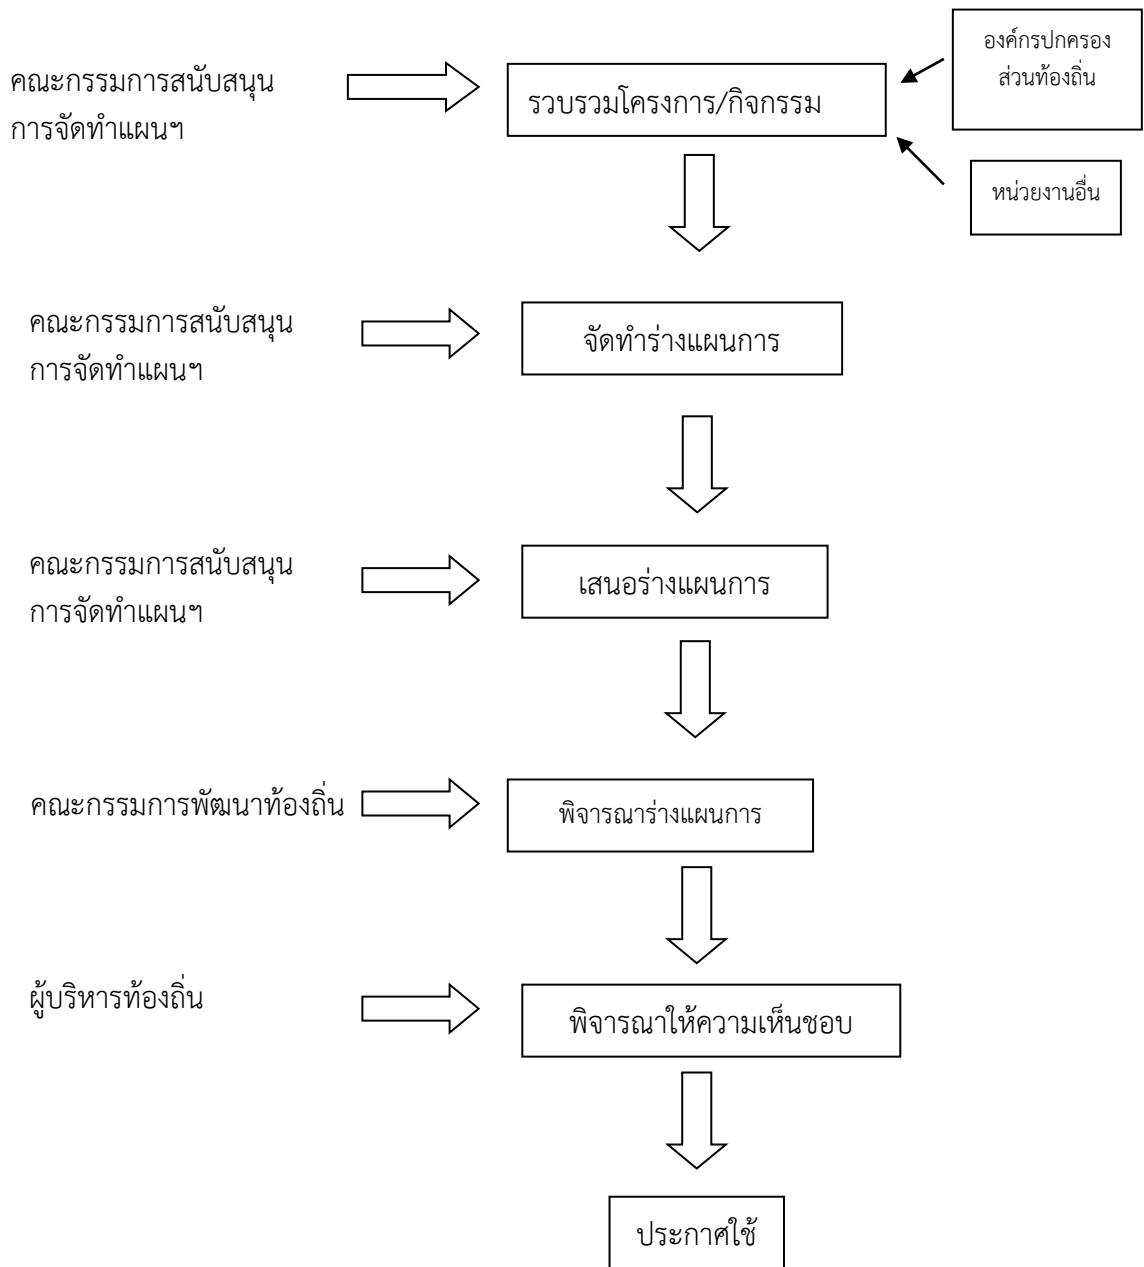 องค์กรปกครอง
ส่วนท้องถิ่น
คณะกรรมการสนับสนุน
การจัดทำแผนฯ
รวบรวมโครงการ/กิจกรรม
หน่วยงานอื่น
คณะกรรมการสนับสนุน
การจัดทำแผนฯ
จัดทำร่างแผนการ
คณะกรรมการสนับสนุน
การจัดทำแผนฯ
เสนอร่างแผนการ
คณะกรรมการพัฒนาท้องถิ่น
พิจารณาร่างแผนการ
ผู้บริหารท้องถิ่น
พิจารณาให้ความเห็นชอบ
ประกาศใช้